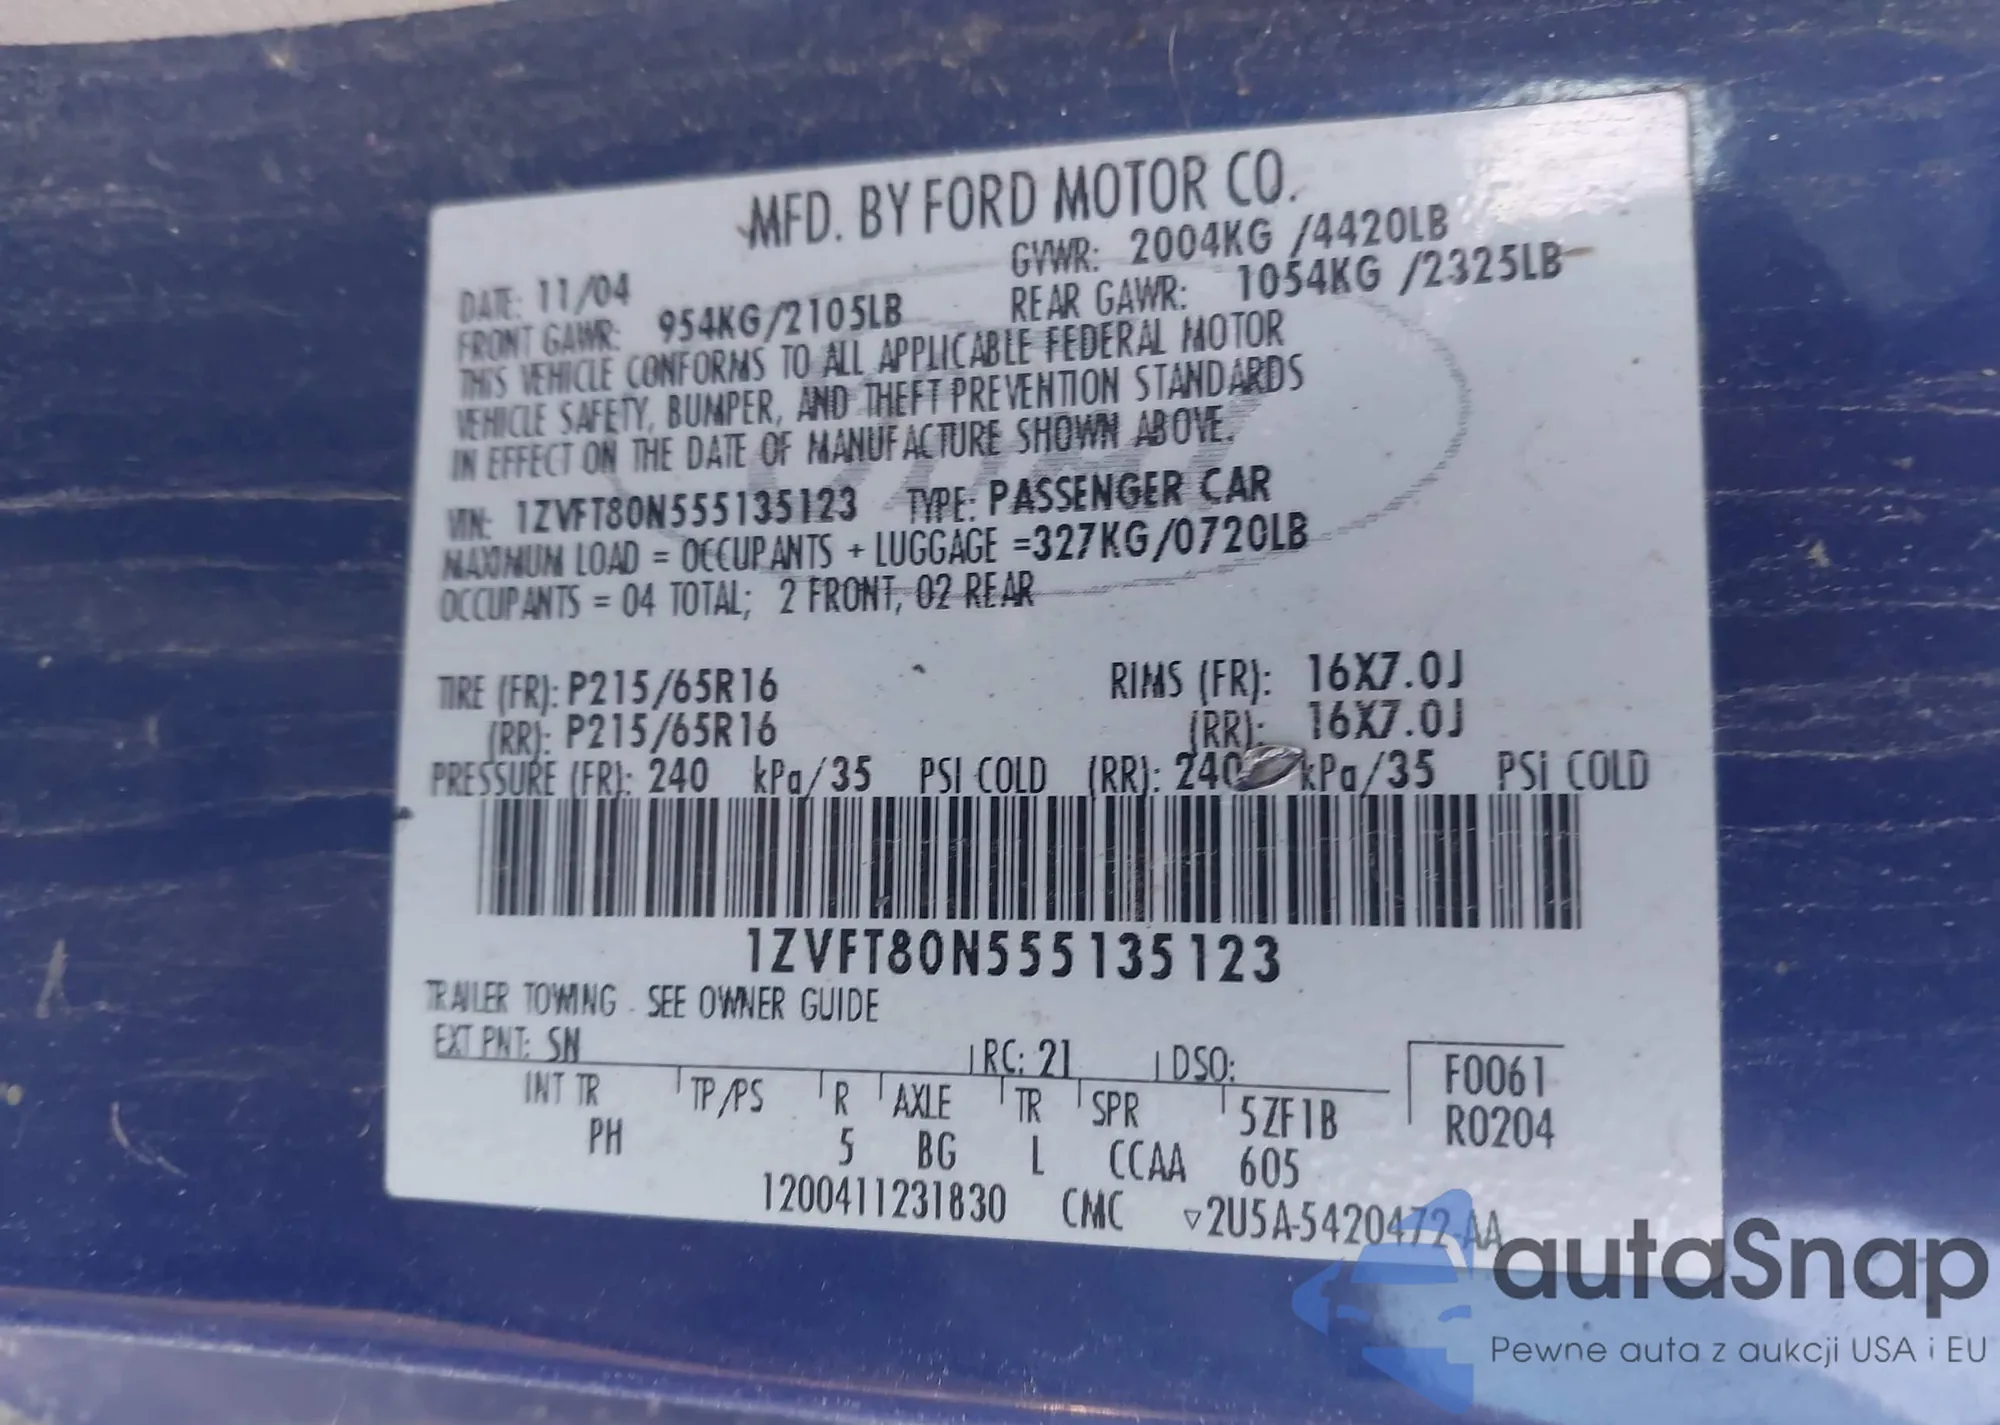 MFD. BY FORD MOTOR CO.
DATE: 11/04 GVWR: 2004KG /4420LB
FRONT GAWR: 954KG/2105LB REAR GAWR: 1054KG /2325LB
THIS VEHICLE CONFORMS TO ALL APPLICABLE FEDERAL MOTOR
VEHICLE SAFETY, BUMPER, AND THEFT PREVENTION STANDARDS
IN EFFECT ON THE DATE OF MANUFACTURE SHOWN ABOVE.
VIN: 1ZVFT80N555135123 TYPE: PASSENGER CAR
MAXIMUM LOAD = OCCUPANTS + LUGGAGE =327KG/0720LB
OCCUPANTS = 04 TOTAL; 2 FRONT, 02 REAR
TIRE (FR): P215/65R16 RIMS (FR): 16X7.0J
(RR): P215/65R16 (RR): 16X7.0J
PRESSURE (FR): 240 kPa/35 PSI COLD (RR): 240 kPa/35 PSI COLD
1ZVFT80N555135123
TRAILER TOWING - SEE OWNER GUIDE
EXT PNT: SN RC: 21 DSO: F0061
INT TR TP/PS R AXLE TR SPR 5ZF1B R0204
PH 5 BG L CCAA 605
1200411231830 CMC ▽2U5A-5420472-AA
autaSnap
Pewne auta z aukcji USA i EU